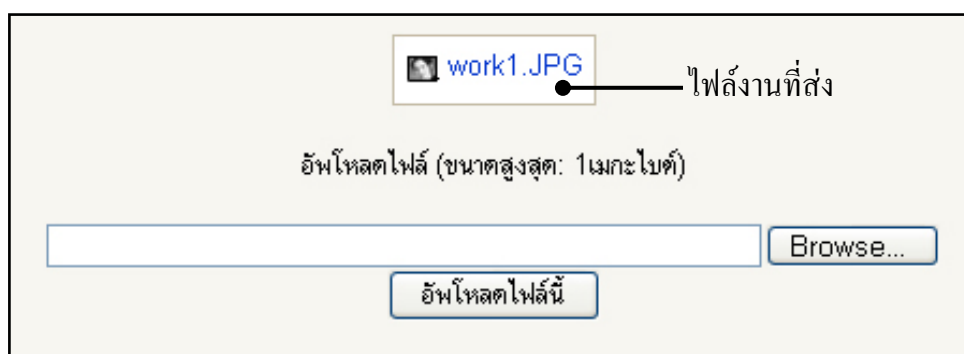 work1.JPG
ไฟล์งานที่ส่ง
อัพโหลดไฟล์ (ขนาดสูงสุด: 1เมกะไบต์)
Browse...
อัพโหลดไฟล์นี้